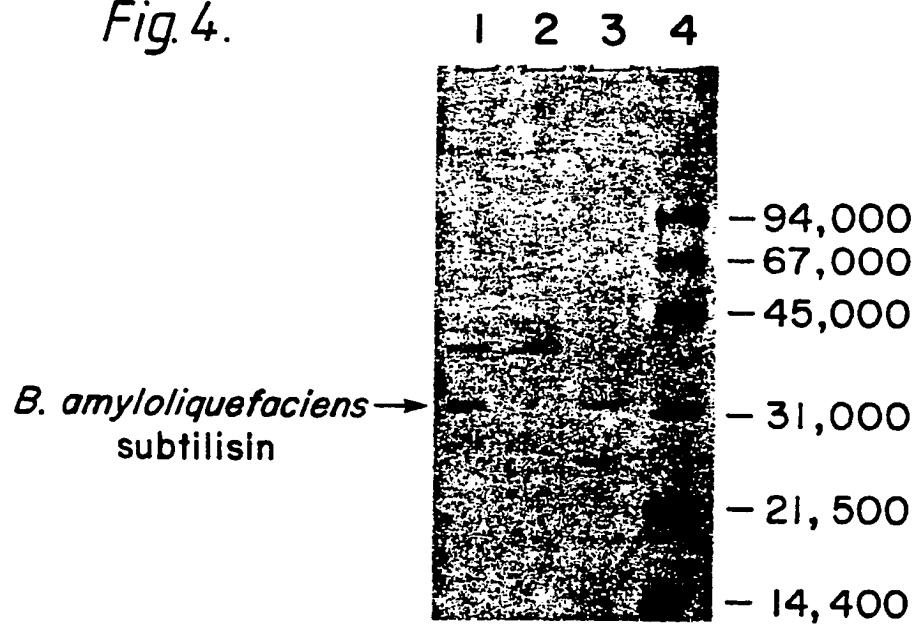 Fig. 4.
1 2 3 4
– 94,000
– 67,000
– 45,000
B. amyloliquefaciens
subtilisin
– 31,000
– 21,500
– 14,400